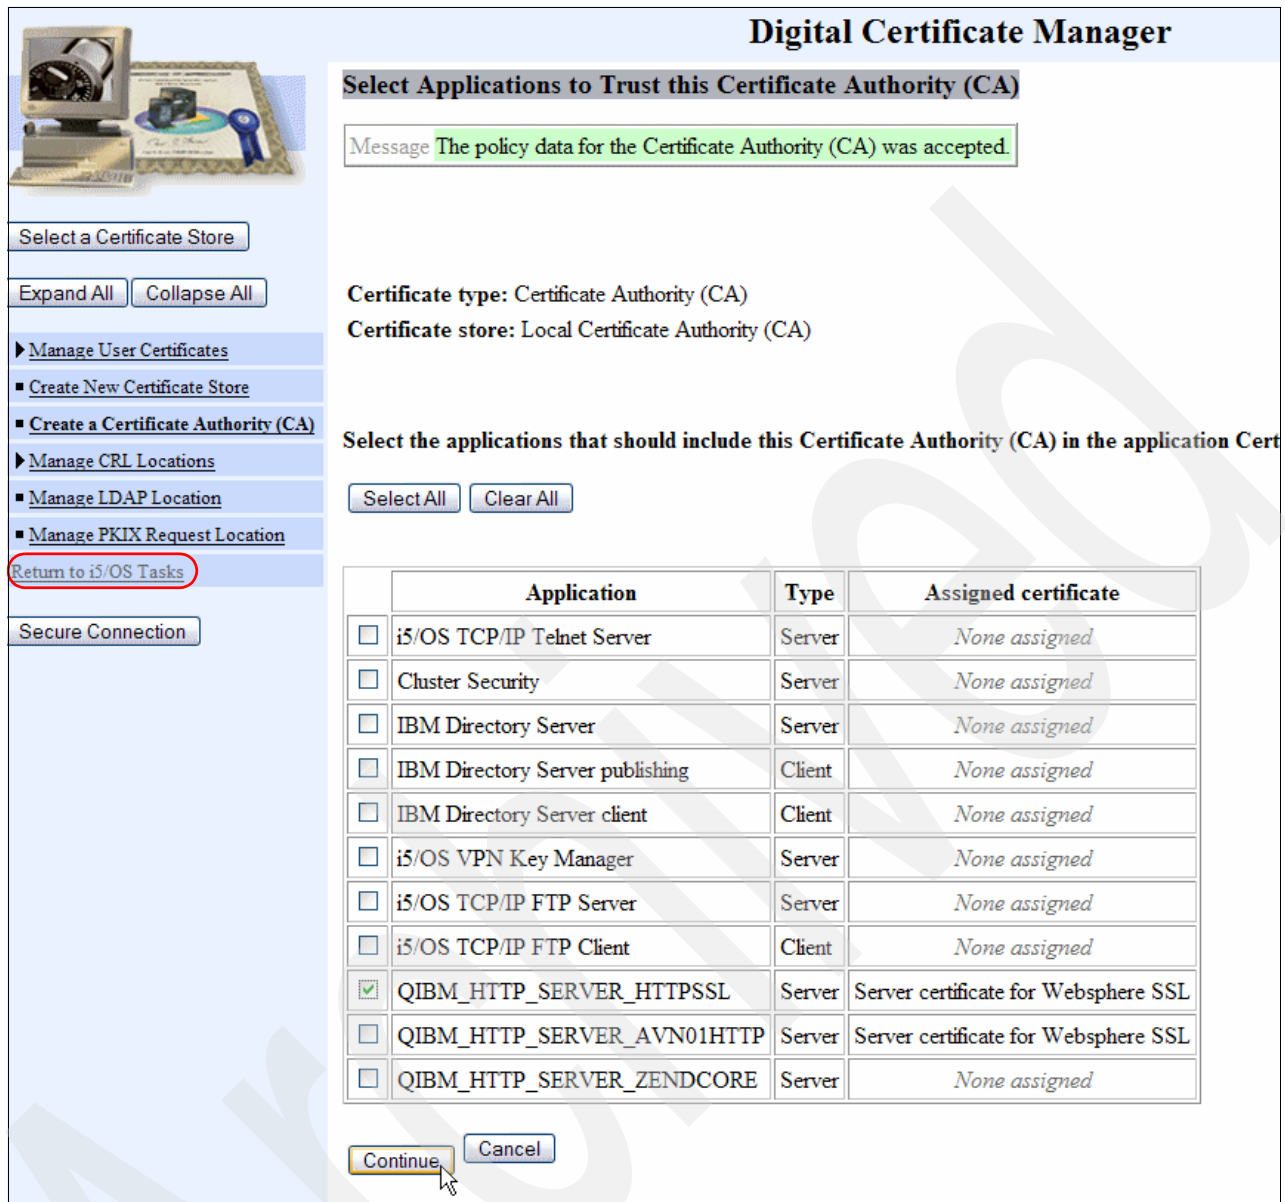 Digital Certificate Manager
Select Applications to Trust this Certificate Authority (CA)
Message The policy data for the Certificate Authority (CA) was accepted.
Select a Certificate Store
Expand All Collapse All
Certificate type: Certificate Authority (CA)
Certificate store: Local Certificate Authority (CA)
Manage User Certificates
Create New Certificate Store
Create a Certificate Authority (CA)
Manage CRL Locations
Manage LDAP Location
Manage PKIX Request Location
Return to i5/OS Tasks
Secure Connection
Select the applications that should include this Certificate Authority (CA) in the application Cert
Select All Clear All
Application Type Assigned certificate
i5/OS TCP/IP Telnet Server Server None assigned
Cluster Security Server None assigned
IBM Directory Server Server None assigned
IBM Directory Server publishing Client None assigned
IBM Directory Server client Client None assigned
i5/OS VPN Key Manager Server None assigned
i5/OS TCP/IP FTP Server Server None assigned
i5/OS TCP/IP FTP Client Client None assigned
QIBM_HTTP_SERVER_HTTPSSL Server Server certificate for Websphere SSL
QIBM_HTTP_SERVER_AVN01HTTP Server Server certificate for Websphere SSL
QIBM_HTTP_SERVER_ZENDCORE Server None assigned
Continue Cancel
Archived